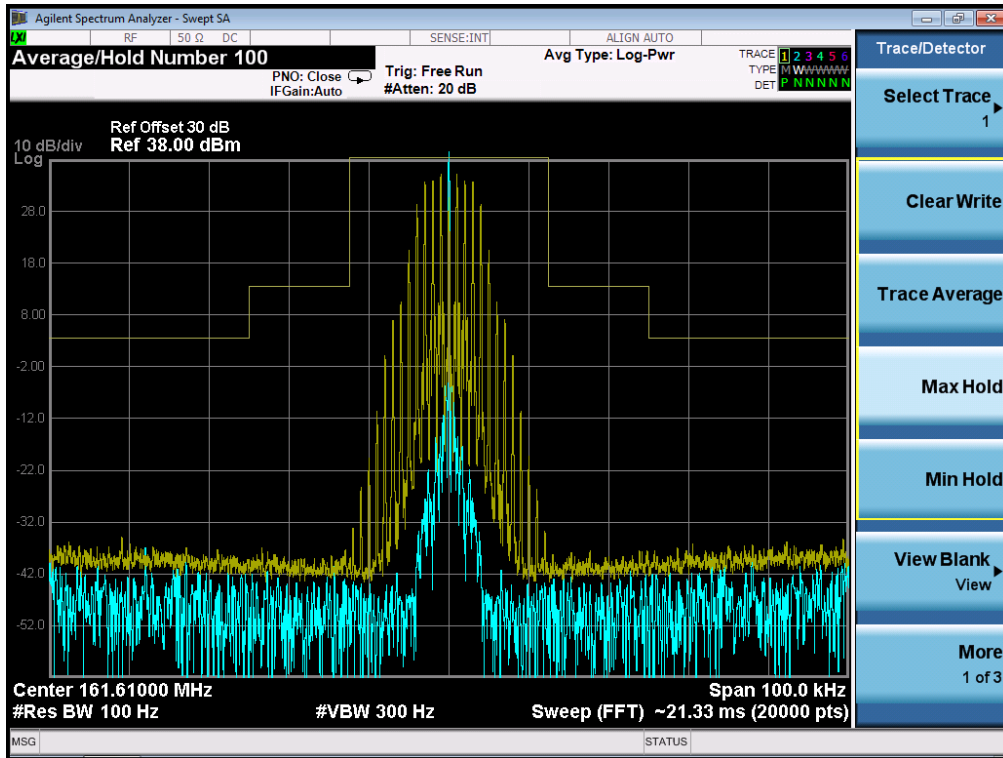 Agilent Spectrum Analyzer - Swept SA
LXI RF 50 Ω DC SENSE:INT ALIGN AUTO
Average/Hold Number 100
PNO: Close
IFGain:Auto
Trig: Free Run
#Atten: 20 dB
Avg Type: Log-Pwr
TRACE 1 2 3 4 5 6
TYPE M W W W W W
DET P N N N N N
Ref Offset 30 dB
10 dB/div Ref 38.00 dBm
Log
28.0
18.0
8.00
-2.00
-12.0
-22.0
-32.0
-42.0
-52.0
Center 161.61000 MHz Span 100.0 kHz
#Res BW 100 Hz #VBW 300 Hz Sweep (FTT) ~21.33 ms (20000 pts)
MSG STATUS
Trace/Detector
Select Trace
1
Clear Write
Trace Average
Max Hold
Min Hold
View Blank
View
More
1 of 3